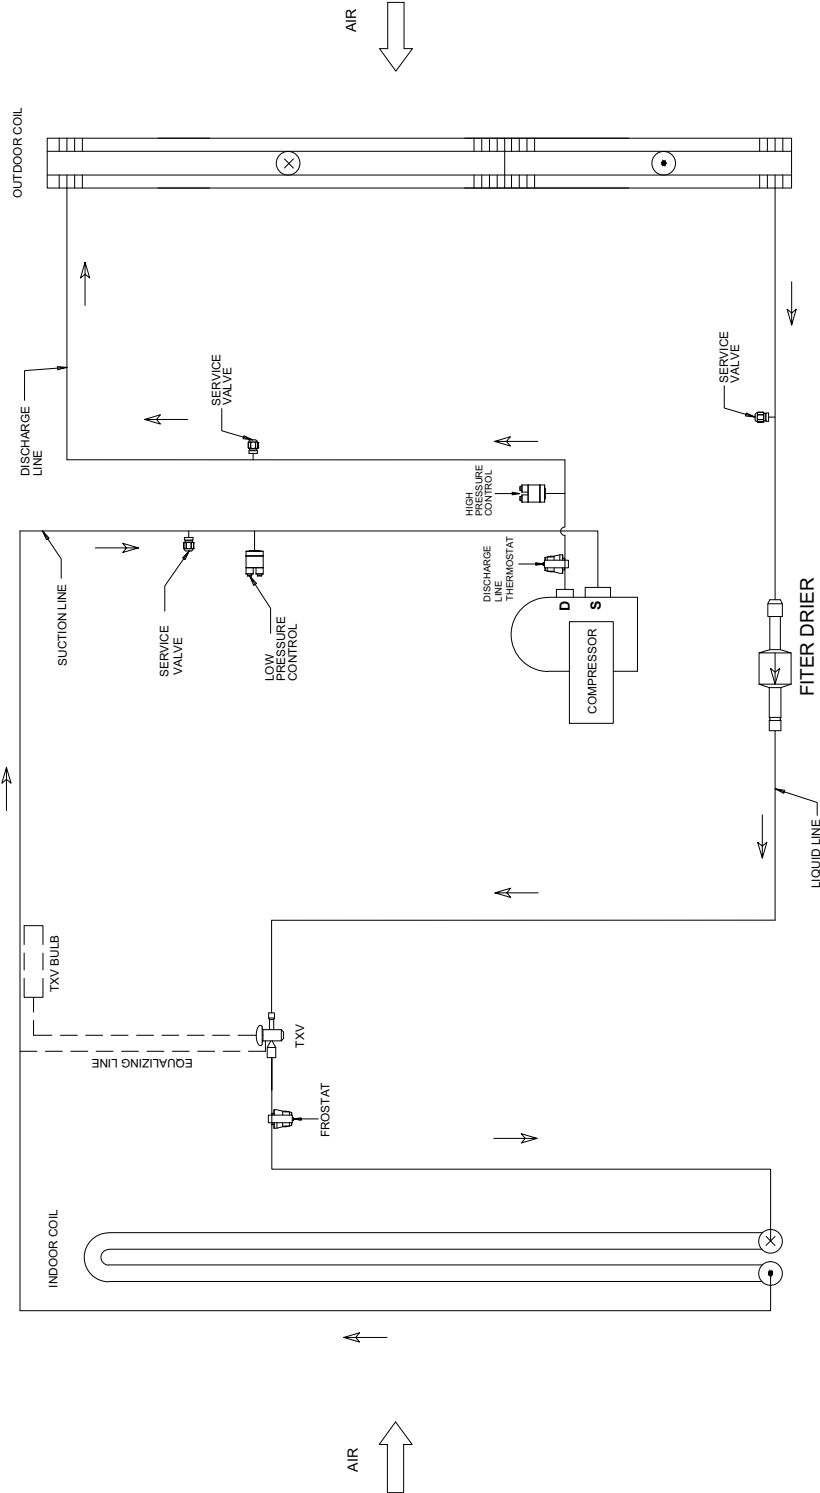 AIR
OUTDOOR COIL
DISCHARGE
LINE
SERVICE
VALVE
SERVICE
VALVE
HIGH
PRESSURE
CONTROL
DISCHARGE
LINE
THERMOSTAT
SUCTION LINE
SERVICE
VALVE
LOW
PRESSURE
CONTROL
D
S
COMPRESSOR
FITER DRIER
LIQUID LINE
TXV BULB
EQUALIZING LINE
TXV
FROSTAT
INDOOR COIL
AIR